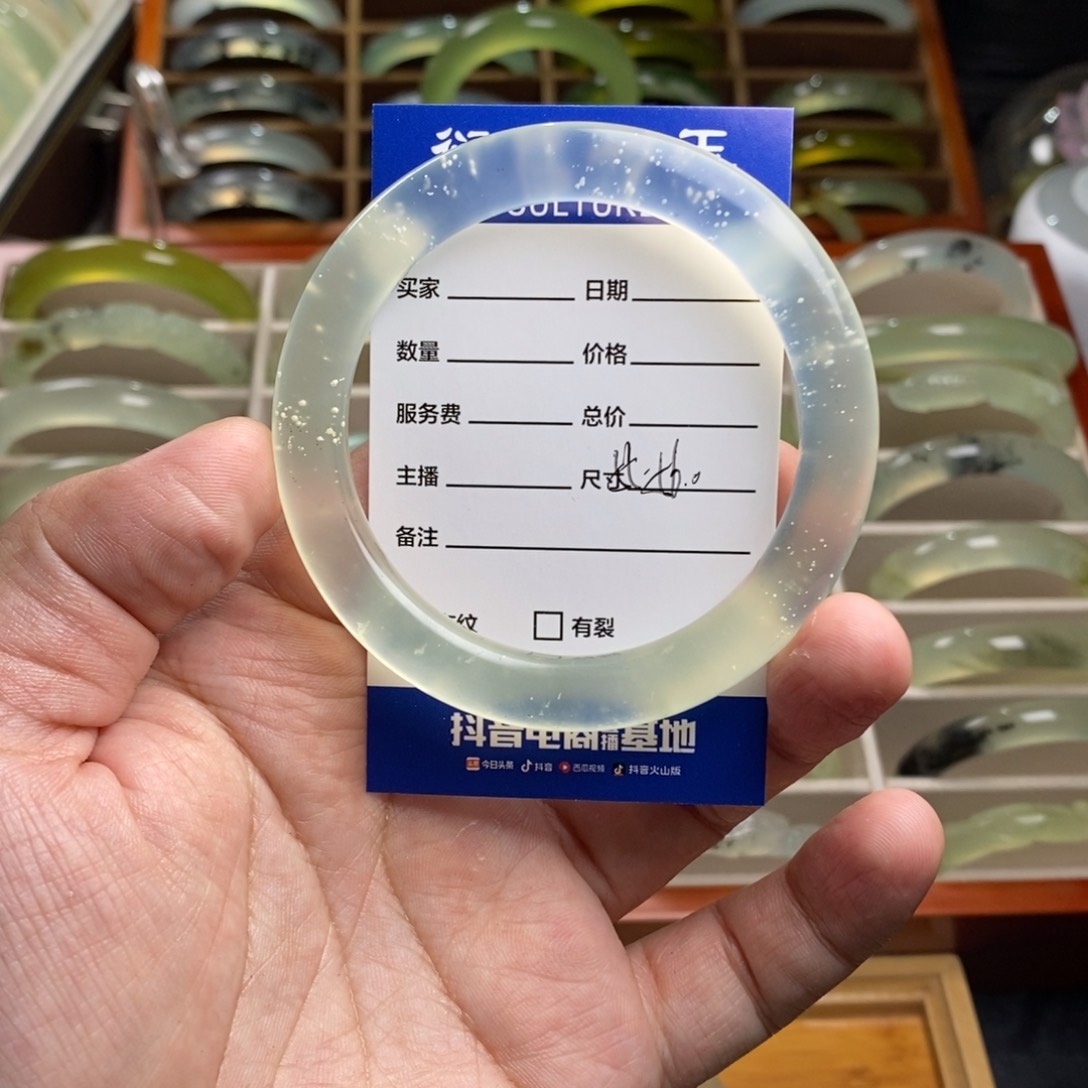 玉
CULTURE
买家 日期
数量 价格
服务费 总价
主播 尺寸
备注
纹 有裂
抖音电商直播基地
今日头条 抖音 西瓜视频 抖音火山版